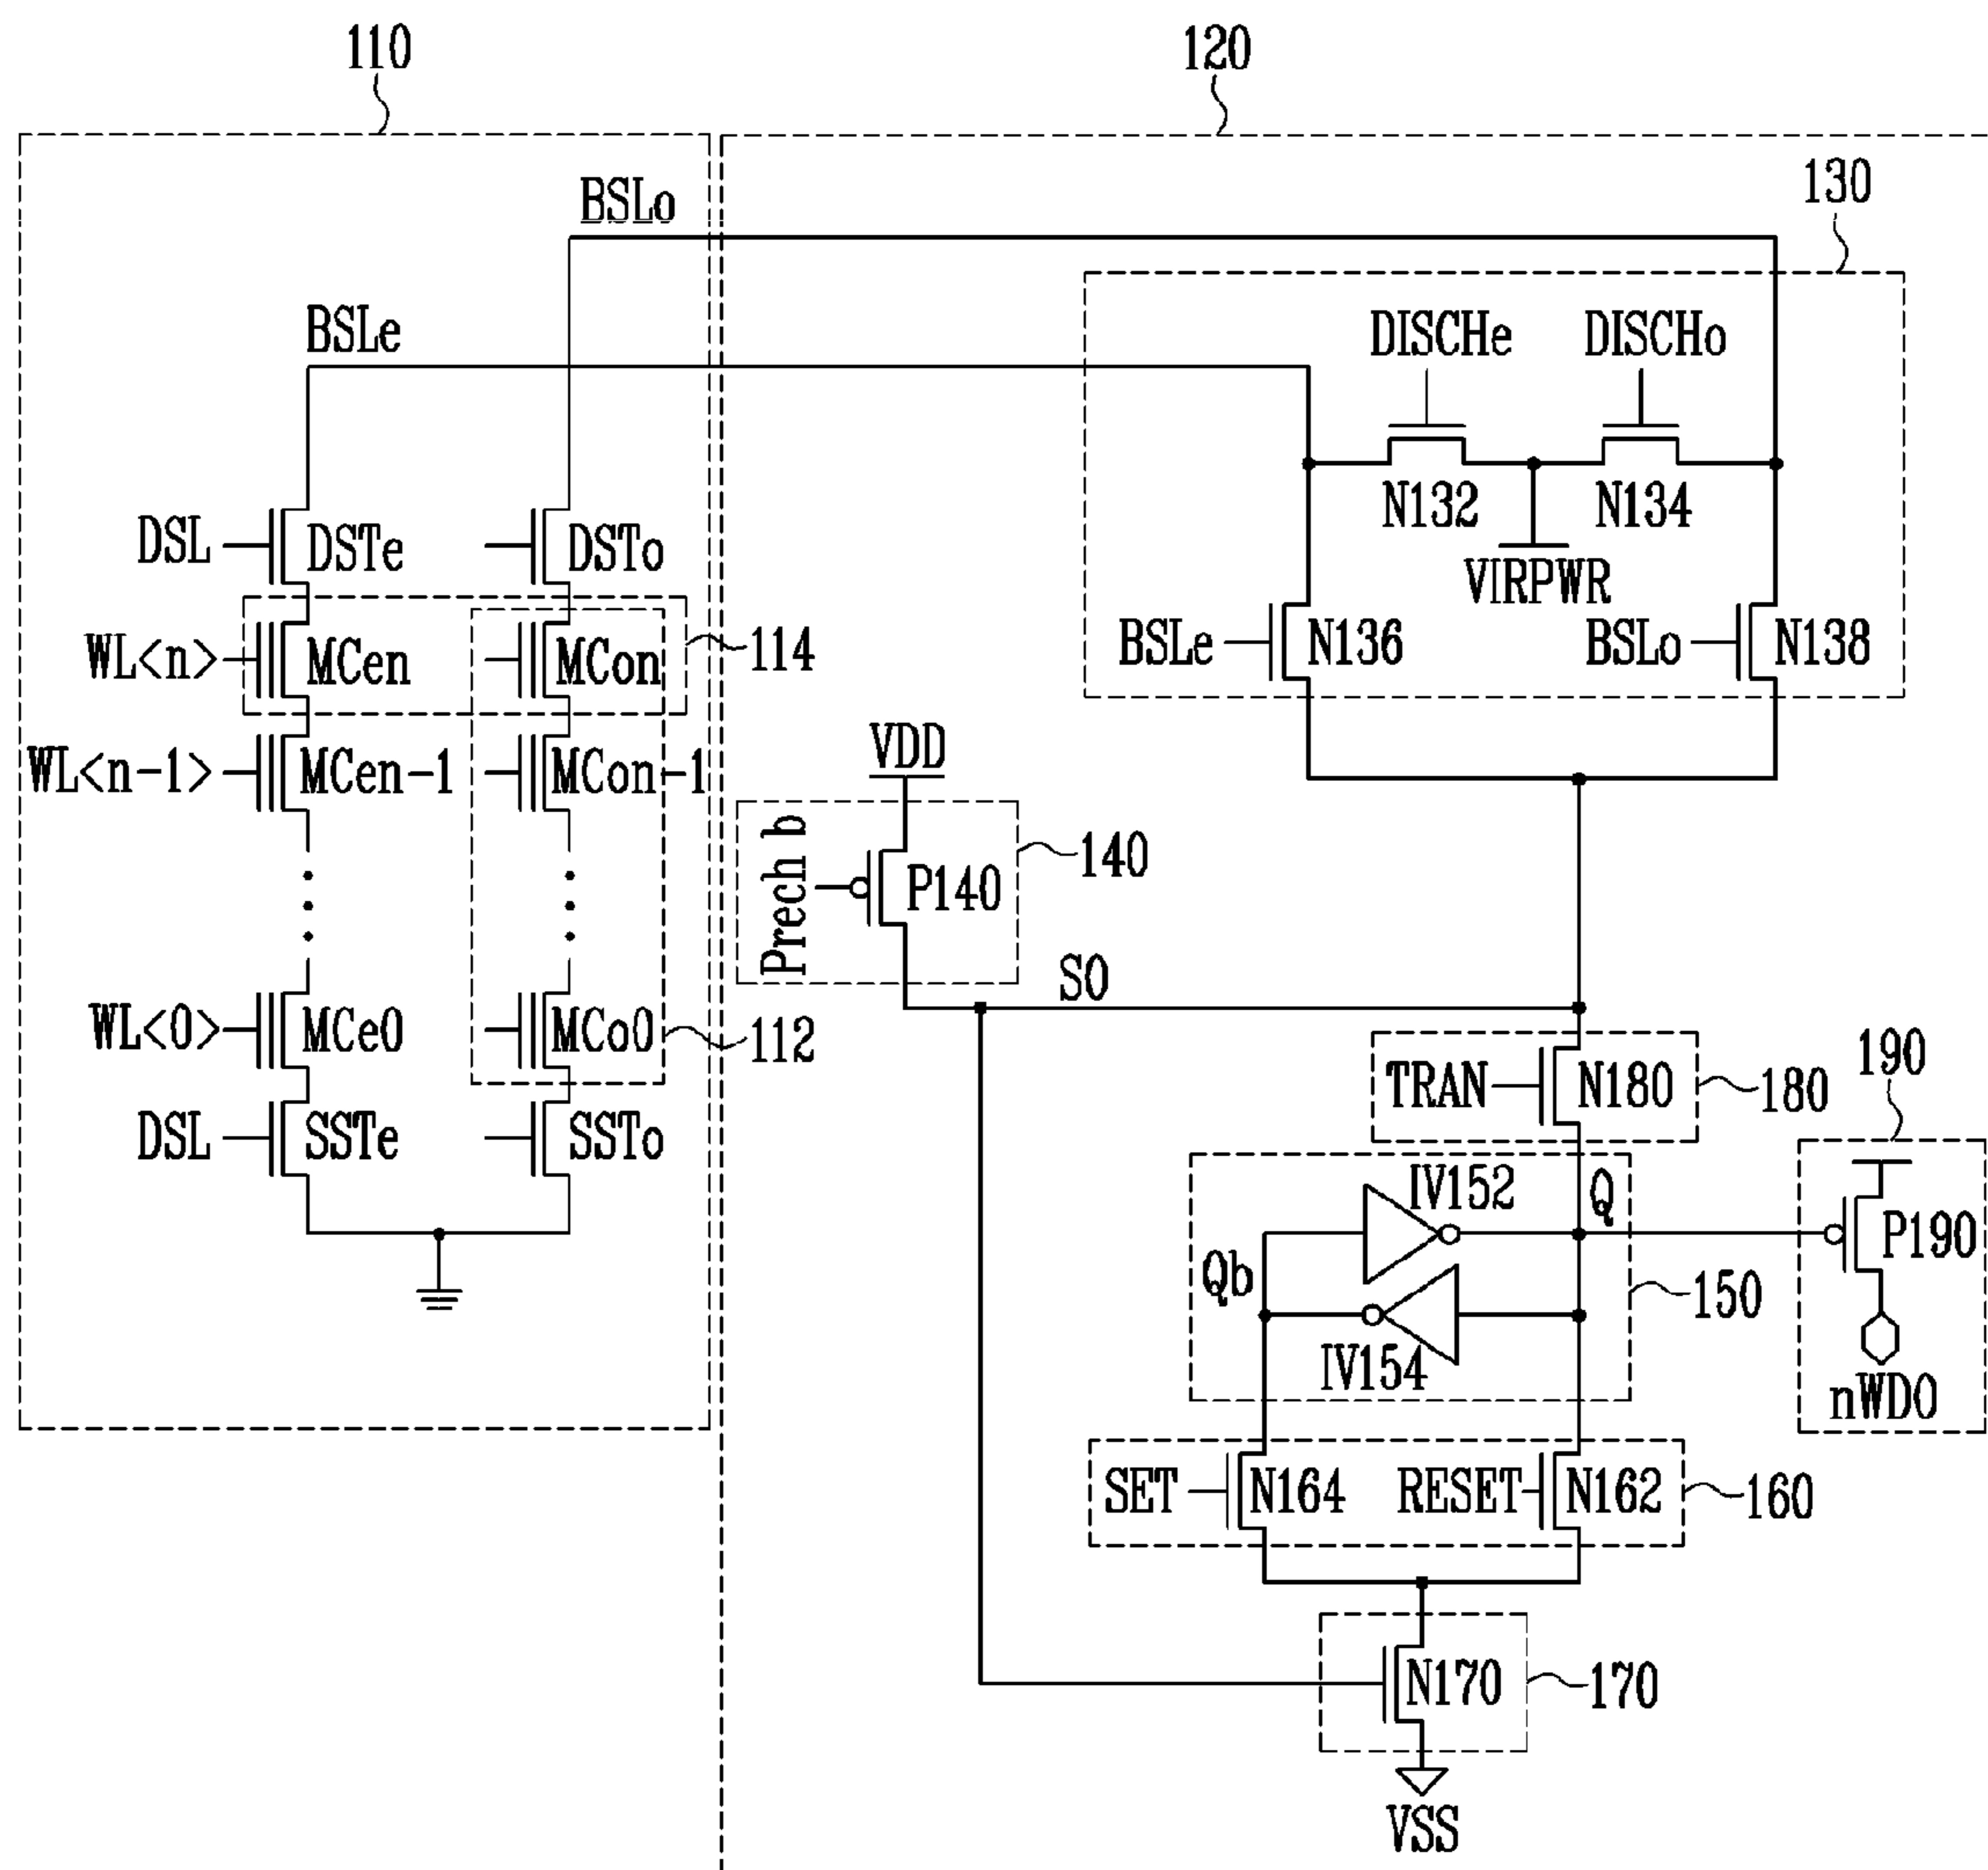 110
120
130
BSLo
BSLe
DISCHe DISCHo
N132 N134
VIRPWR
DSL DSTe DSTo
WL<n> MCen MCon 114
BSLe N136 BSLo N138
WL<n-1> MCen-1 MCon-1
VDD
Prech b P140 140
SO
WL<0> MCe0 MCo0 112
TRAN N180 180
190
DSL SSTe SSTo
IV152 Q
P190
Qb
150
IV154
nWDO
SET N164 RESET N162 160
N170 170
VSS